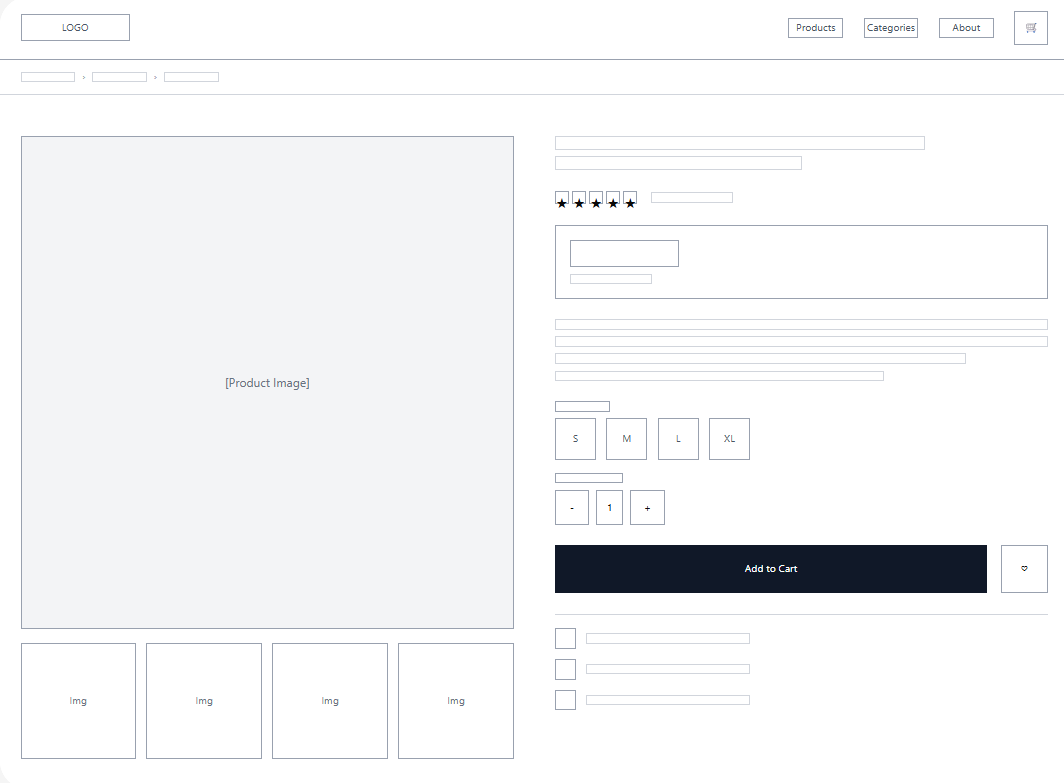 LOGO
Products Categories About 🛒
› ›
★ ★ ★ ★ ★
[Product Image]
S M L XL
- 1 +
Add to Cart ♡
Img Img Img Img